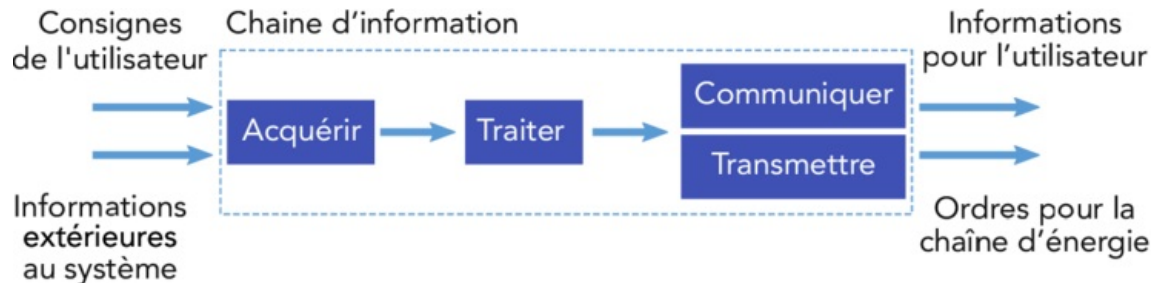 Consignes
de l'utilisateur
Chaine d’information
Informations
pour l’utilisateur
Acquérir
Traiter
Communiquer
Transmettre
Informations
extérieures
au système
Ordres pour la
chaîne d’énergie